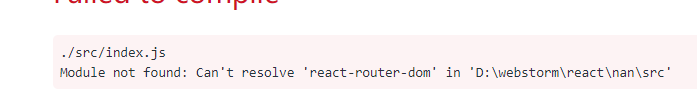 Failed to compile
./src/index.js
Module not found: Can't resolve 'react-router-dom' in 'D:\webstorm\react\nan\src'